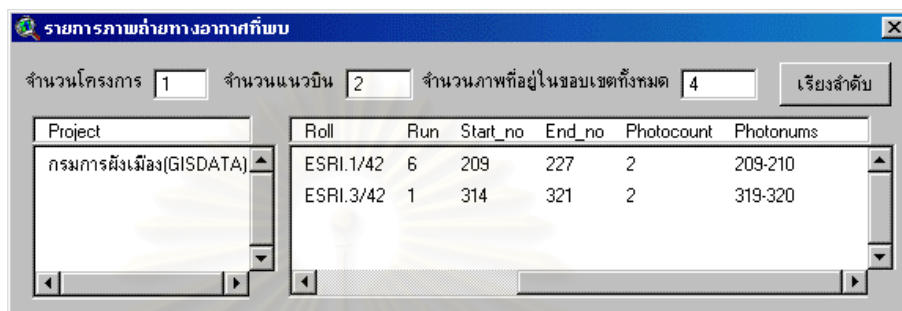 รายการภาพถ่ายทางอากาศที่พบ
จำนวนโครงการ 1 จำนวนแนวบิน 2 จำนวนภาพที่อยู่ในขอบเขตทั้งหมด 4 เรียงลำดับ
Project
กรมการผังเมือง(GISDATA)
Roll Run Start_no End_no Photocount Photonums
ESRI.1/42 6 209 227 2 209-210
ESRI.3/42 1 314 321 2 319-320